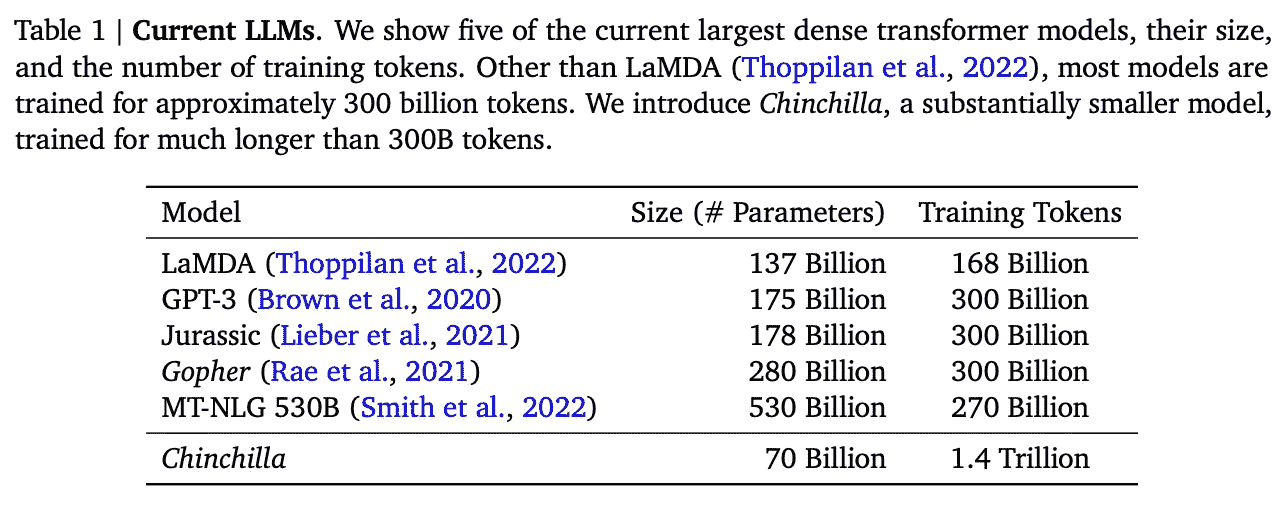 Table 1 | Current LLMs. We show five of the current largest dense transformer models, their size,
and the number of training tokens. Other than LaMDA (Thoppilan et al., 2022), most models are
trained for approximately 300 billion tokens. We introduce Chinchilla, a substantially smaller model,
trained for much longer than 300B tokens.
Model Size (# Parameters) Training Tokens
LaMDA (Thoppilan et al., 2022) 137 Billion 168 Billion
GPT-3 (Brown et al., 2020) 175 Billion 300 Billion
Jurassic (Lieber et al., 2021) 178 Billion 300 Billion
Gopher (Rae et al., 2021) 280 Billion 300 Billion
MT-NLG 530B (Smith et al., 2022) 530 Billion 270 Billion
Chinchilla 70 Billion 1.4 Trillion